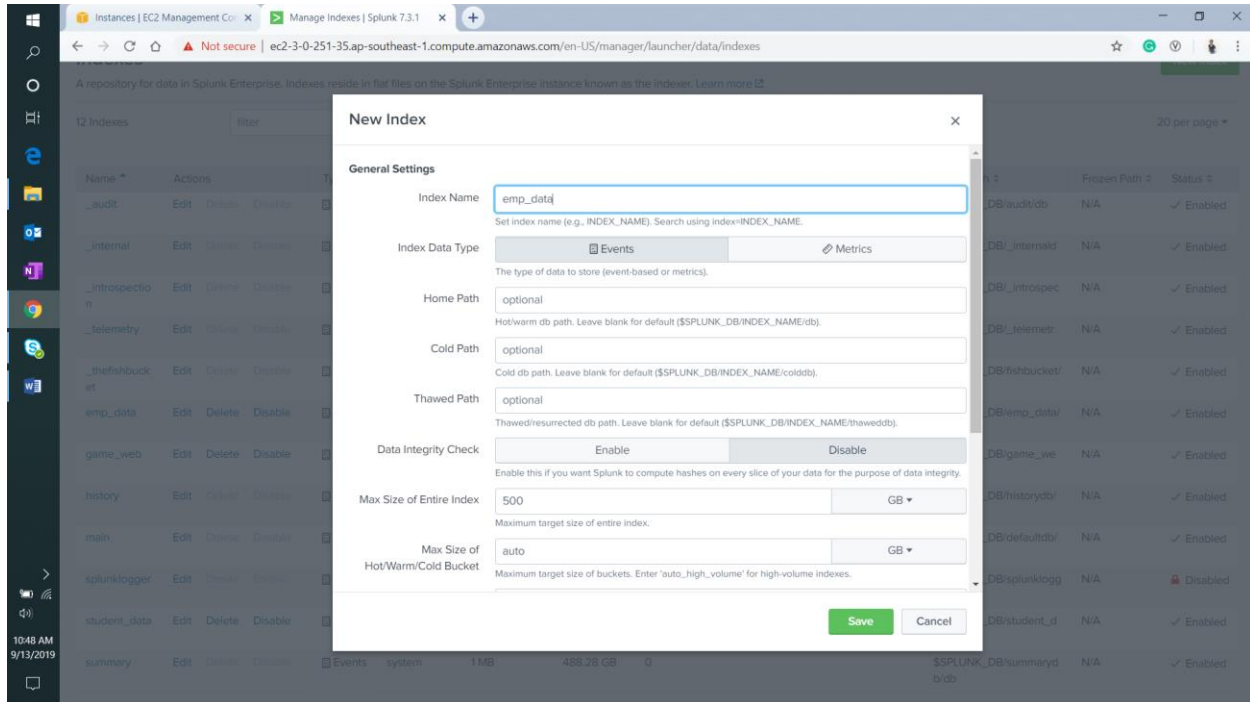 Instances | EC2 Management Co
Manage Indexes | Splunk 7.3.1
Not secure | ec2-3-0-251-35.ap-southeast-1.compute.amazonaws.com/en-US/manager/launcher/data/indexes
A repository for data in Splunk Enterprise. Indexes reside in flat files on the Splunk Enterprise instance known as the indexer. Learn more
12 Indexes filter 20 per page
New Index
General Settings
Index Name emp_data
Set index name (e.g., INDEX_NAME). Search using index=INDEX_NAME.
Index Data Type Events Metrics
The type of data to store (event-based or metrics).
Home Path optional
Hot/warm db path. Leave blank for default ($SPLUNK_DB/INDEX_NAME/db).
Cold Path optional
Cold db path. Leave blank for default ($SPLUNK_DB/INDEX_NAME/colddb).
Thawed Path optional
Thawed/resurrected db path. Leave blank for default ($SPLUNK_DB/INDEX_NAME/thaweddb).
Data Integrity Check Enable Disable
Enable this if you want Splunk to compute hashes on every slice of your data for the purpose of data integrity.
Max Size of Entire Index 500 GB
Maximum target size of entire index.
Max Size of
Hot/Warm/Cold Bucket auto GB
Maximum target size of buckets. Enter 'auto_high_volume' for high-volume indexes.
Save Cancel
Name Actions Frozen Path Status
_audit Edit Delete Disable _DB/audit/db N/A Enabled
_internal Edit Delete Disable _DB/_internald N/A Enabled
_introspectio
n Edit Delete Disable _DB/_introspec N/A Enabled
_telemetry Edit Delete Disable _DB/_telemetr N/A Enabled
_thefishbuck
et Edit Delete Disable _DB/fishbucket/ N/A Enabled
emp_data Edit Delete Disable _DB/emp_data/ N/A Enabled
game_web Edit Delete Disable _DB/game_we N/A Enabled
history Edit Delete Disable _DB/historydb/ N/A Enabled
main Edit Delete Disable _DB/defaultdb/ N/A Enabled
splunklogger Edit Delete Disable _DB/splunklogg N/A Disabled
student_data Edit Delete Disable _DB/student_d N/A Enabled
summary Edit Delete Disable Events system 1 MB 488.28 GB 0 $SPLUNK_DB/summaryd N/A Enabled
b/db
10:48 AM
9/13/2019